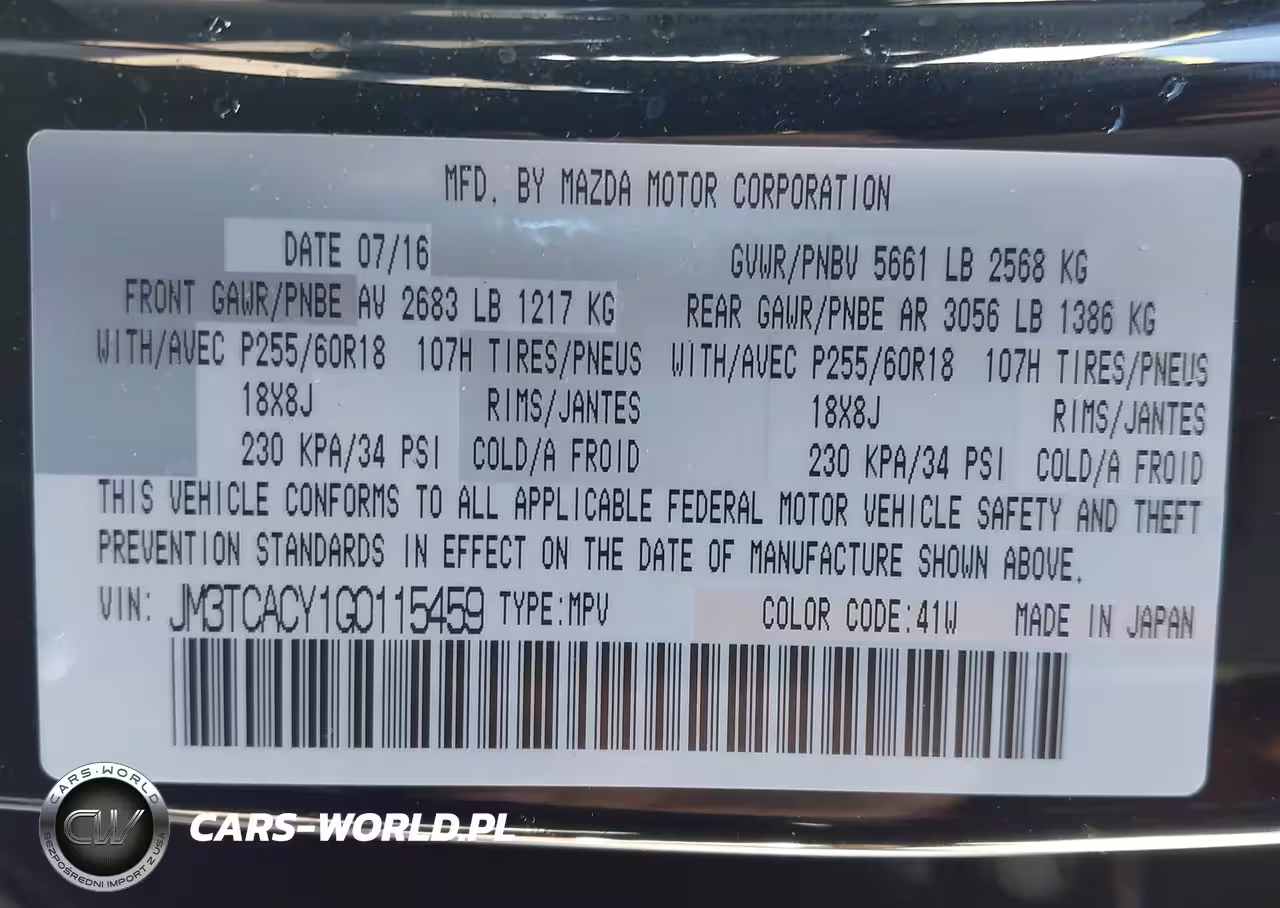 MFD. BY MAZDA MOTOR CORPORATION
DATE 07/16 GVWR/PNBV 5661 LB 2568 KG
FRONT GAWR/PNBE AV 2683 LB 1217 KG REAR GAWR/PNBE AR 3056 LB 1386 KG
WITH/AVEC P255/60R18 107H TIRES/PNEUS WITH/AVEC P255/60R18 107H TIRES/PNEUS
18X8J RIMS/JANTES 18X8J RIMS/JANTES
230 KPA/34 PSI COLD/A FROID 230 KPA/34 PSI COLD/A FROID
THIS VEHICLE CONFORMS TO ALL APPLICABLE FEDERAL MOTOR VEHICLE SAFETY AND THEFT
PREVENTION STANDARDS IN EFFECT ON THE DATE OF MANUFACTURE SHOWN ABOVE.
VIN: JM3TCACY1G0115459 TYPE:MPV COLOR CODE:41W MADE IN JAPAN
CARS-WORLD
CW
BEZPOŚREDNI IMPORT Z USA
CARS-WORLD.PL